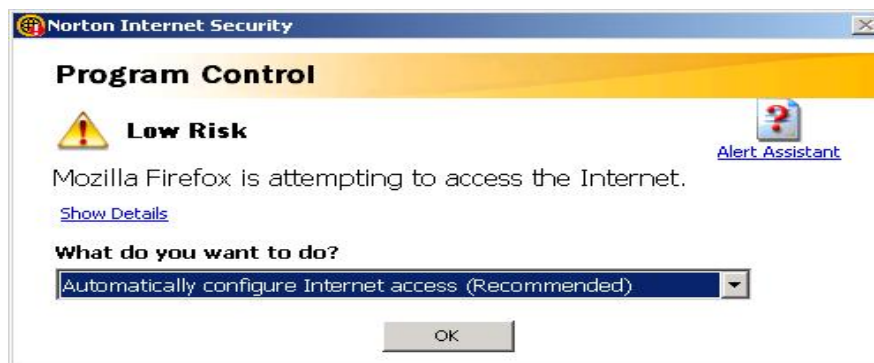 Norton Internet Security
Program Control
Low Risk
Alert Assistant
Mozilla Firefox is attempting to access the Internet.
Show Details
What do you want to do?
Automatically configure Internet access (Recommended)
OK